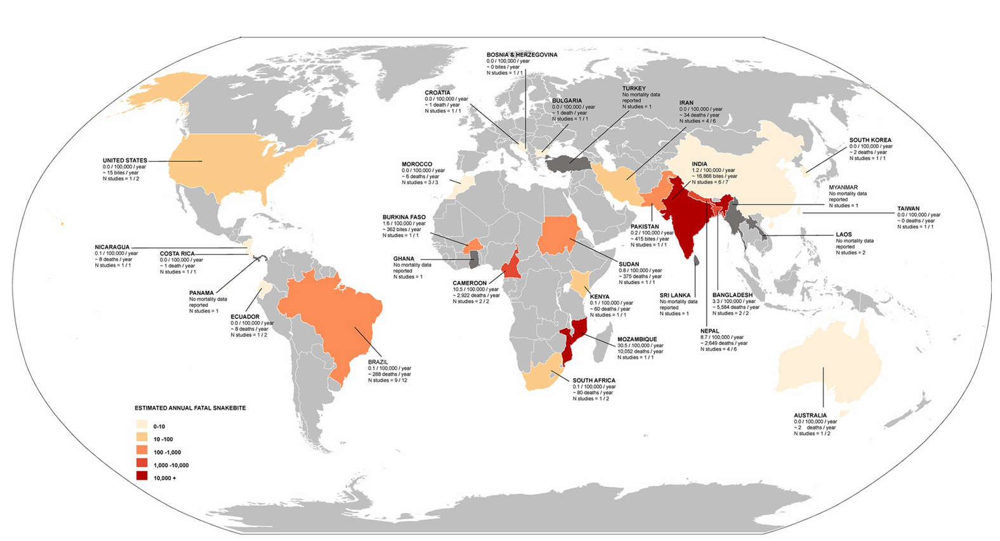 BOSNIA & HERZEGOVINA
0.0 / 100,000 / year
~ 0 bites / year
N studies = 1 / 1
CROATIA
0.0 / 100,000 / year
~ 1 death / year
N studies = 1 / 1
BULGARIA
0.0 / 100,000 / year
~ 1 death / year
N studies = 1 / 1
TURKEY
No mortality data
reported
N studies = 1
IRAN
0.0 / 100,000 / year
~ 34 deaths / year
N studies = 4 / 6
SOUTH KOREA
0.0 / 100,000 / year
~ 2 deaths / year
N studies = 1 / 1
UNITED STATES
0.0 / 100,000 / year
~ 15 bites / year
N studies = 1 / 2
MOROCCO
0.0 / 100,000 / year
~ 6 deaths / year
N studies = 3 / 3
INDIA
1.2 / 100,000 / year
~ 16,866 bites / year
N studies = 6 / 7
MYANMAR
No mortality data
reported
N studies = 1
TAIWAN
0.0 / 100,000 / year
~ 0 deaths / year
N studies = 1 / 1
BURKINA FASO
1.6 / 100,000 / year
~ 362 bites / year
N studies = 1 / 1
PAKISTAN
0.2 / 100,000 / year
~ 415 bites / year
N studies = 1 / 1
LAOS
No mortality data
reported
N studies = 2
NICARAGUA
0.1 / 100,000 / year
~ 8 deaths / year
N studies = 1 / 1
COSTA RICA
0.0 / 100,000 / year
~ 1 death / year
N studies = 1 / 1
GHANA
No mortality data
reported
N studies = 1
SUDAN
0.8 / 100,000 / year
~ 375 deaths / year
N studies = 1 / 1
CAMEROON
10.5 / 100,000 / year
~ 2,922 deaths / year
N studies = 2 / 2
PANAMA
No mortality data
reported
N studies = 1
KENYA
0.1 / 100,000 / year
~ 60 deaths / year
N studies = 1 / 1
SRI LANKA
No mortality data
reported
N studies = 1
BANGLADESH
3.3 / 100,000 / year
~ 5,584 deaths / year
N studies = 2 / 2
ECUADOR
0.0 / 100,000 / year
~ 8 deaths / year
N studies = 1 / 2
NEPAL
8.7 / 100,000 / year
~ 2,649 deaths / year
N studies = 4 / 6
MOZAMBIQUE
30.5 / 100,000 / year
10,052 deaths / year
N studies = 1 / 1
BRAZIL
0.1 / 100,000 / year
~ 288 deaths / year
N studies = 9 / 12
SOUTH AFRICA
0.1 / 100,000 / year
~ 80 deaths / year
N studies = 1 / 2
AUSTRALIA
0.0 / 100,000 / year
~ 2 deaths / year
N studies = 1 / 2
ESTIMATED ANNUAL FATAL SNAKEBITE
0-10
10 -100
100 -1,000
1,000 -10,000
10,000 +